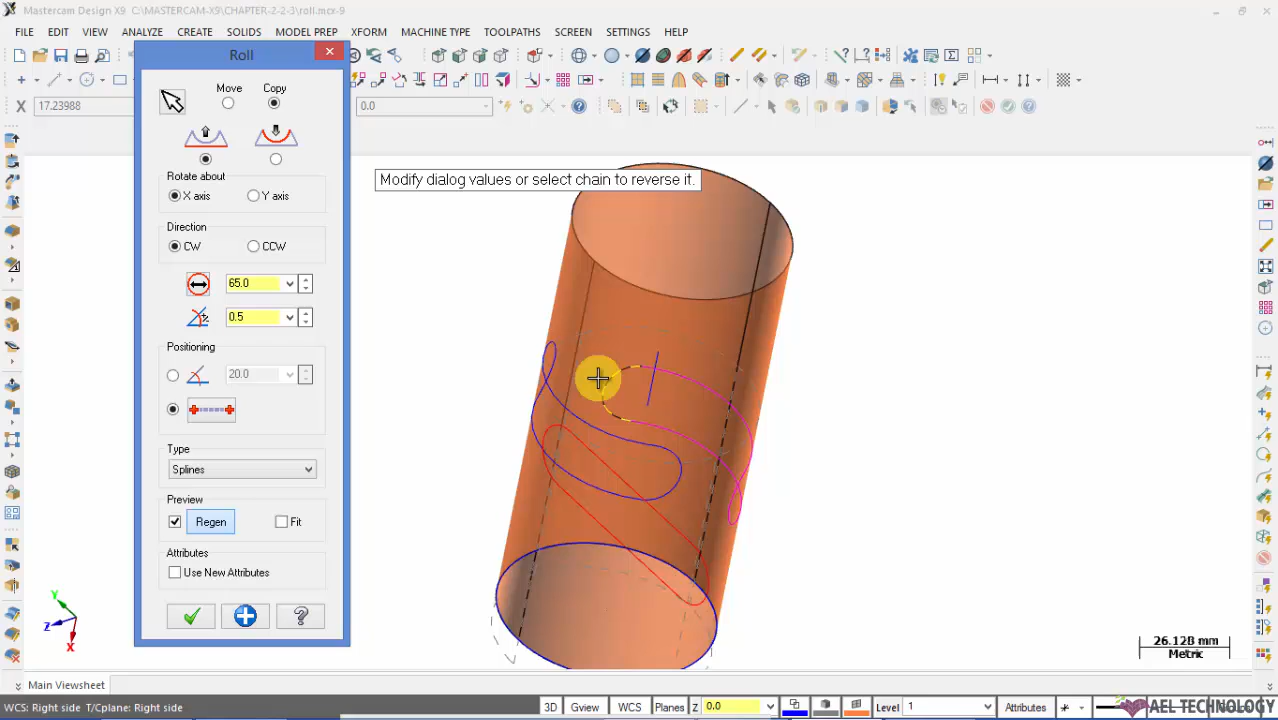 Mastercam Design X9 C:\MASTERCAM-X9\CHAPTER-2-2-3\roll.mcx-9
FILE EDIT VIEW ANALYZE CREATE SOLIDS MODEL PREP XFORM MACHINE TYPE TOOLPATHS SCREEN SETTINGS HELP
Roll
X 17.23988
0.0
Move Copy
Modify dialog values or select chain to reverse it.
Rotate about
X axis Y axis
Direction
CW CCW
65.0
0.5
Positioning
20.0
Type
Splines
Preview
Regen Fit
Attributes
Use New Attributes
Y
Z
X
26.128 mm
Metric
Main Viewsheet
WCS: Right side T/Cplane: Right side
3D Gview WCS Planes Z 0.0 Level 1 Attributes
AEL TECHNOLOGY